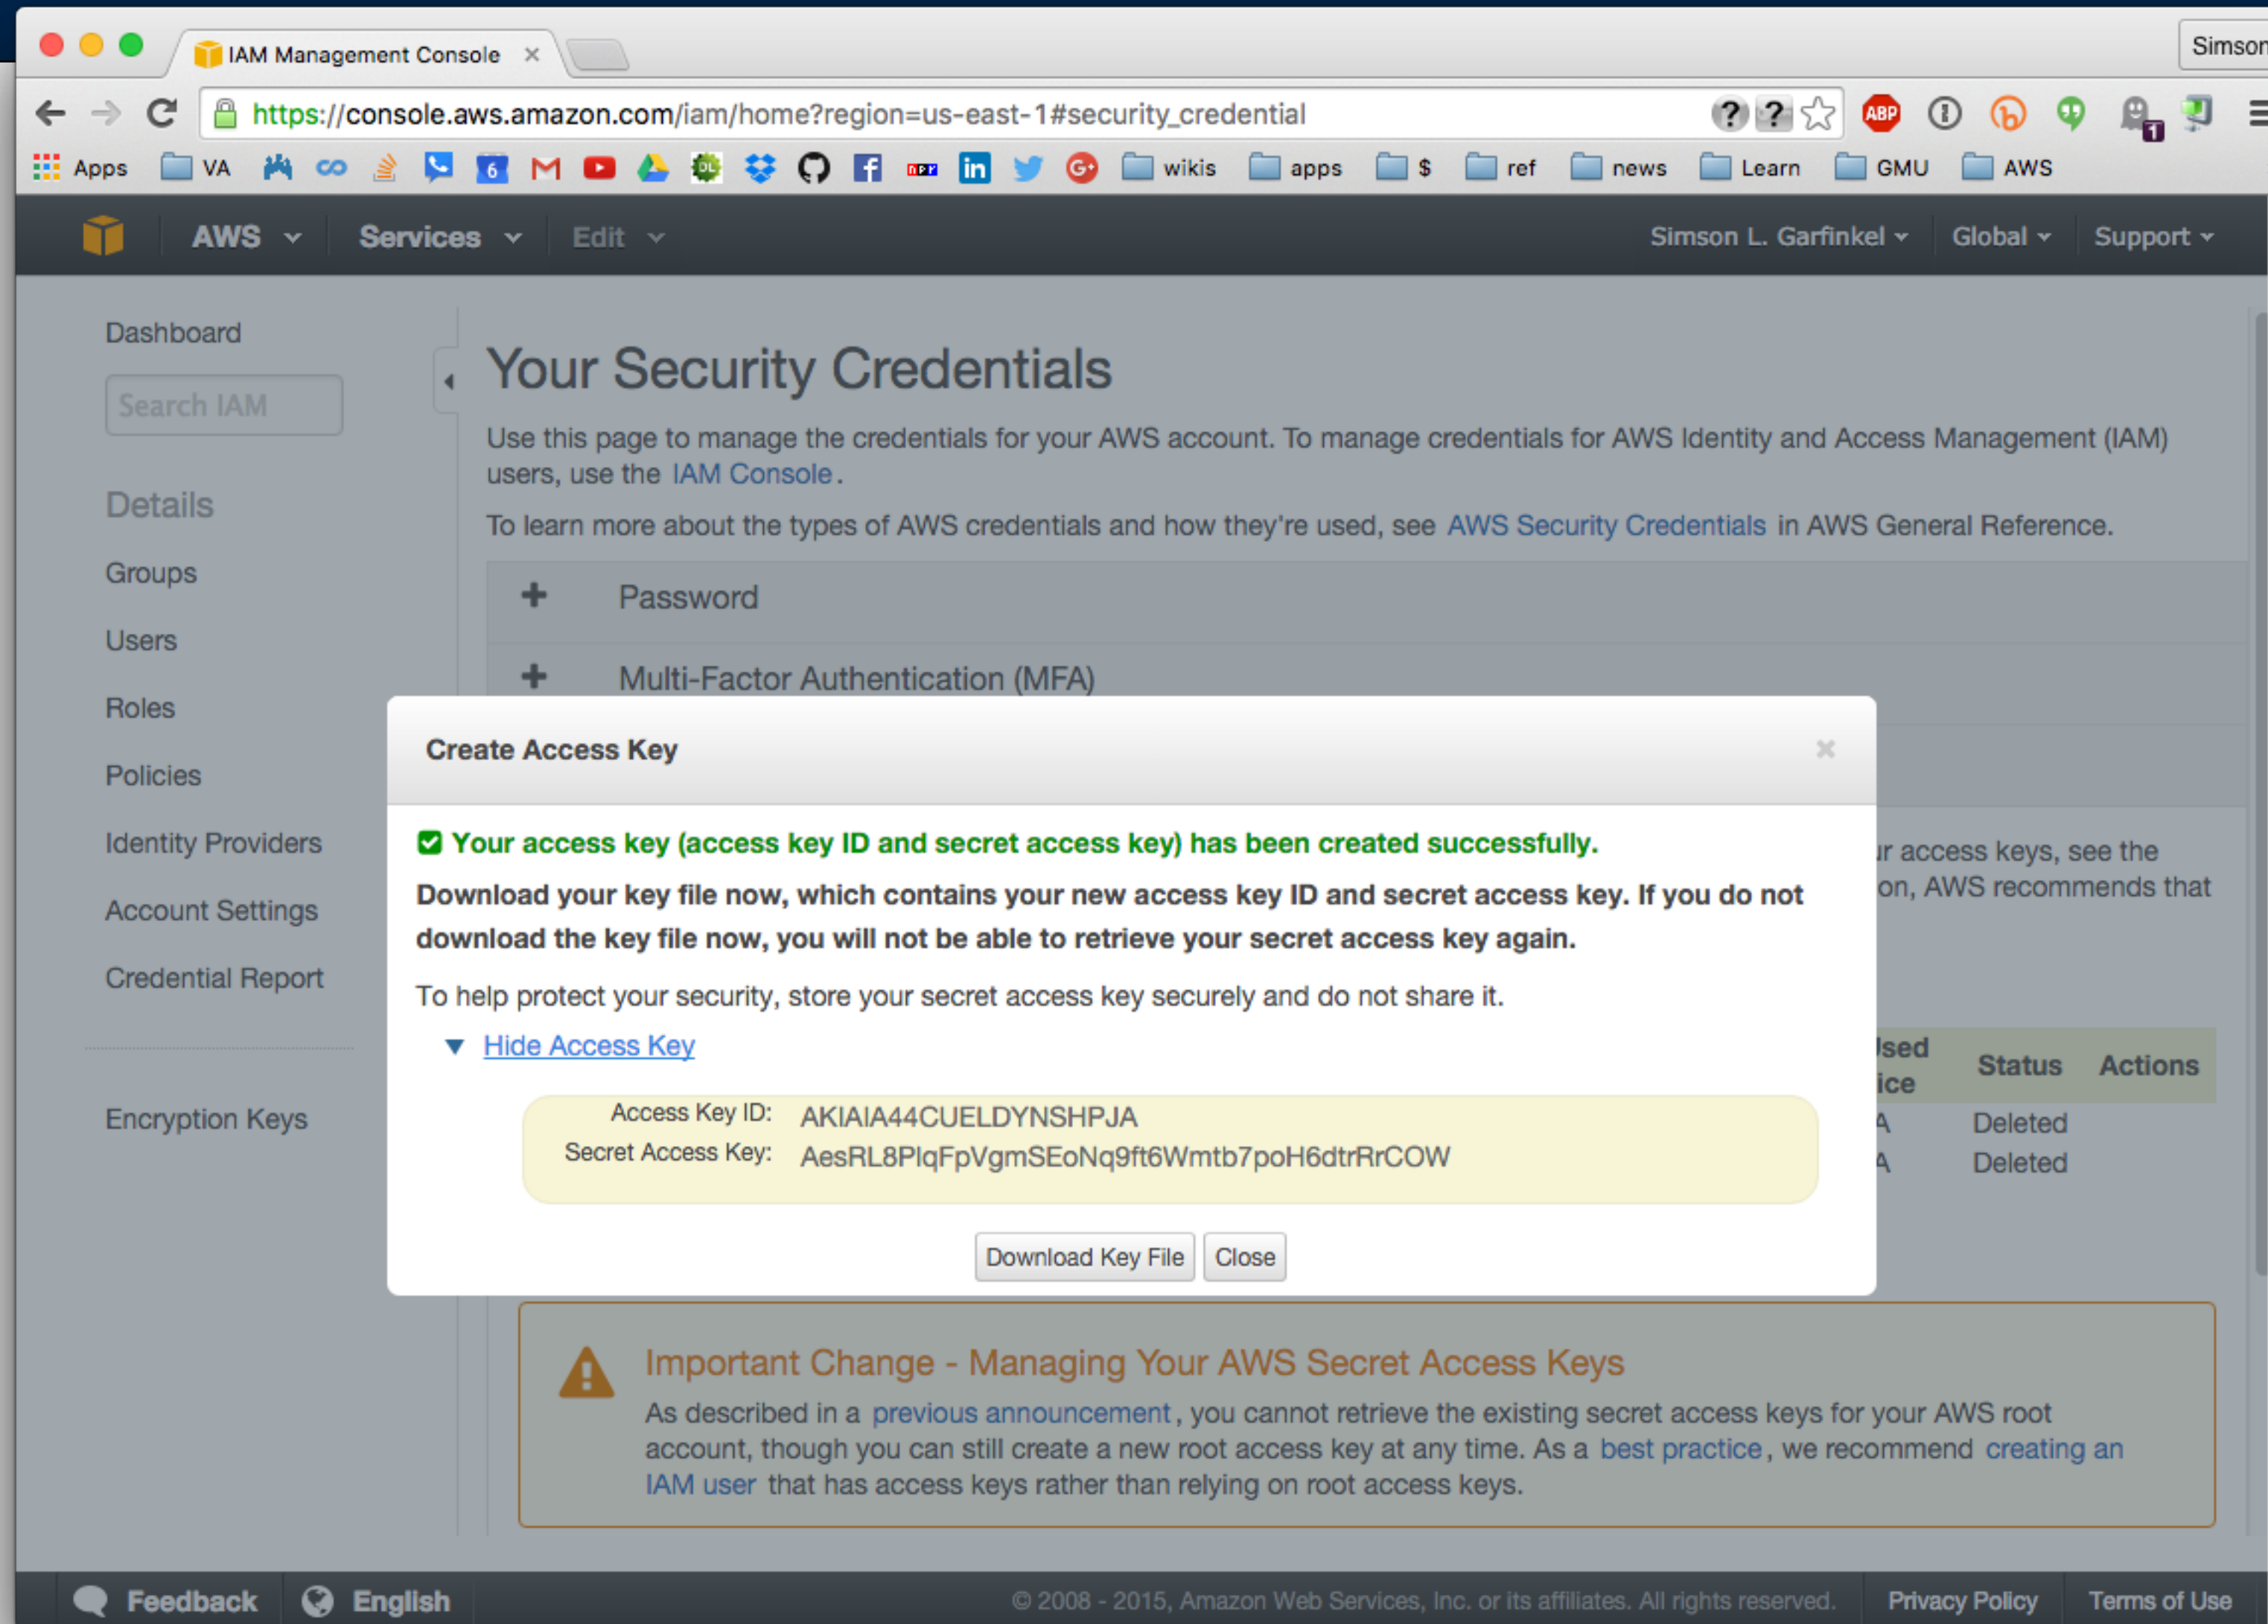 IAM Management Console
Simson
https://console.aws.amazon.com/iam/home?region=us-east-1#security_credential
ABP
1
Apps VA 6 DL npr in G+ wikis apps $ ref news Learn GMU AWS
AWS Services Edit Simson L. Garfinkel Global Support
Dashboard
Search IAM
Details
Groups
Users
Roles
Policies
Identity Providers
Account Settings
Credential Report
Encryption Keys
Your Security Credentials
Use this page to manage the credentials for your AWS account. To manage credentials for AWS Identity and Access Management (IAM)
users, use the IAM Console.
To learn more about the types of AWS credentials and how they're used, see AWS Security Credentials in AWS General Reference.
Password
Multi-Factor Authentication (MFA)
Create Access Key
Your access key (access key ID and secret access key) has been created successfully.
Download your key file now, which contains your new access key ID and secret access key. If you do not
download the key file now, you will not be able to retrieve your secret access key again.
To help protect your security, store your secret access key securely and do not share it.
Hide Access Key
Access Key ID: AKIAIA44CUELDYNSHPJA
Secret Access Key:
Download Key File Close
access keys, see the
on, AWS recommends that
Status Actions
Deleted
Deleted
Important Change - Managing Your AWS Secret Access Keys
As described in a previous announcement, you cannot retrieve the existing secret access keys for your AWS root
account, though you can still create a new root access key at any time. As a best practice, we recommend creating an
IAM user that has access keys rather than relying on root access keys.
Feedback English © 2008 - 2015, Amazon Web Services, Inc. or its affiliates. All rights reserved. Privacy Policy Terms of Use